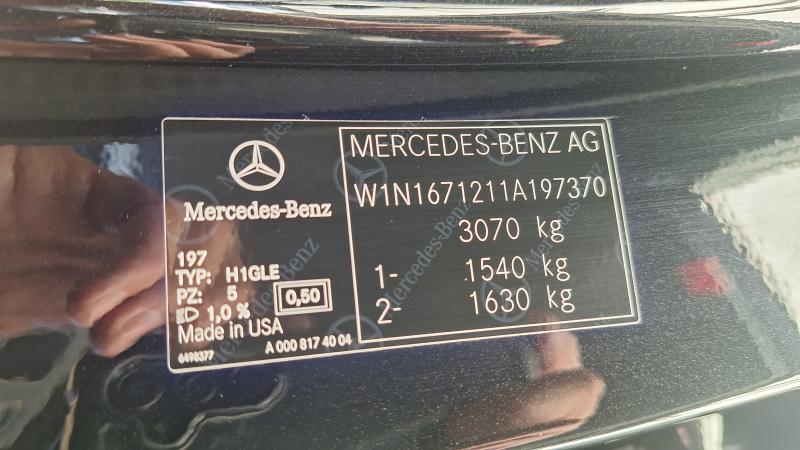 Mercedes-Benz
197
TYP: H1GLE
PZ: 5
0,50
1,0 %
Made in USA
6498377
A 000 817 40 04
MERCEDES-BENZ AG
W1N1671211A197370
3070 kg
1- 1540 kg
2- 1630 kg